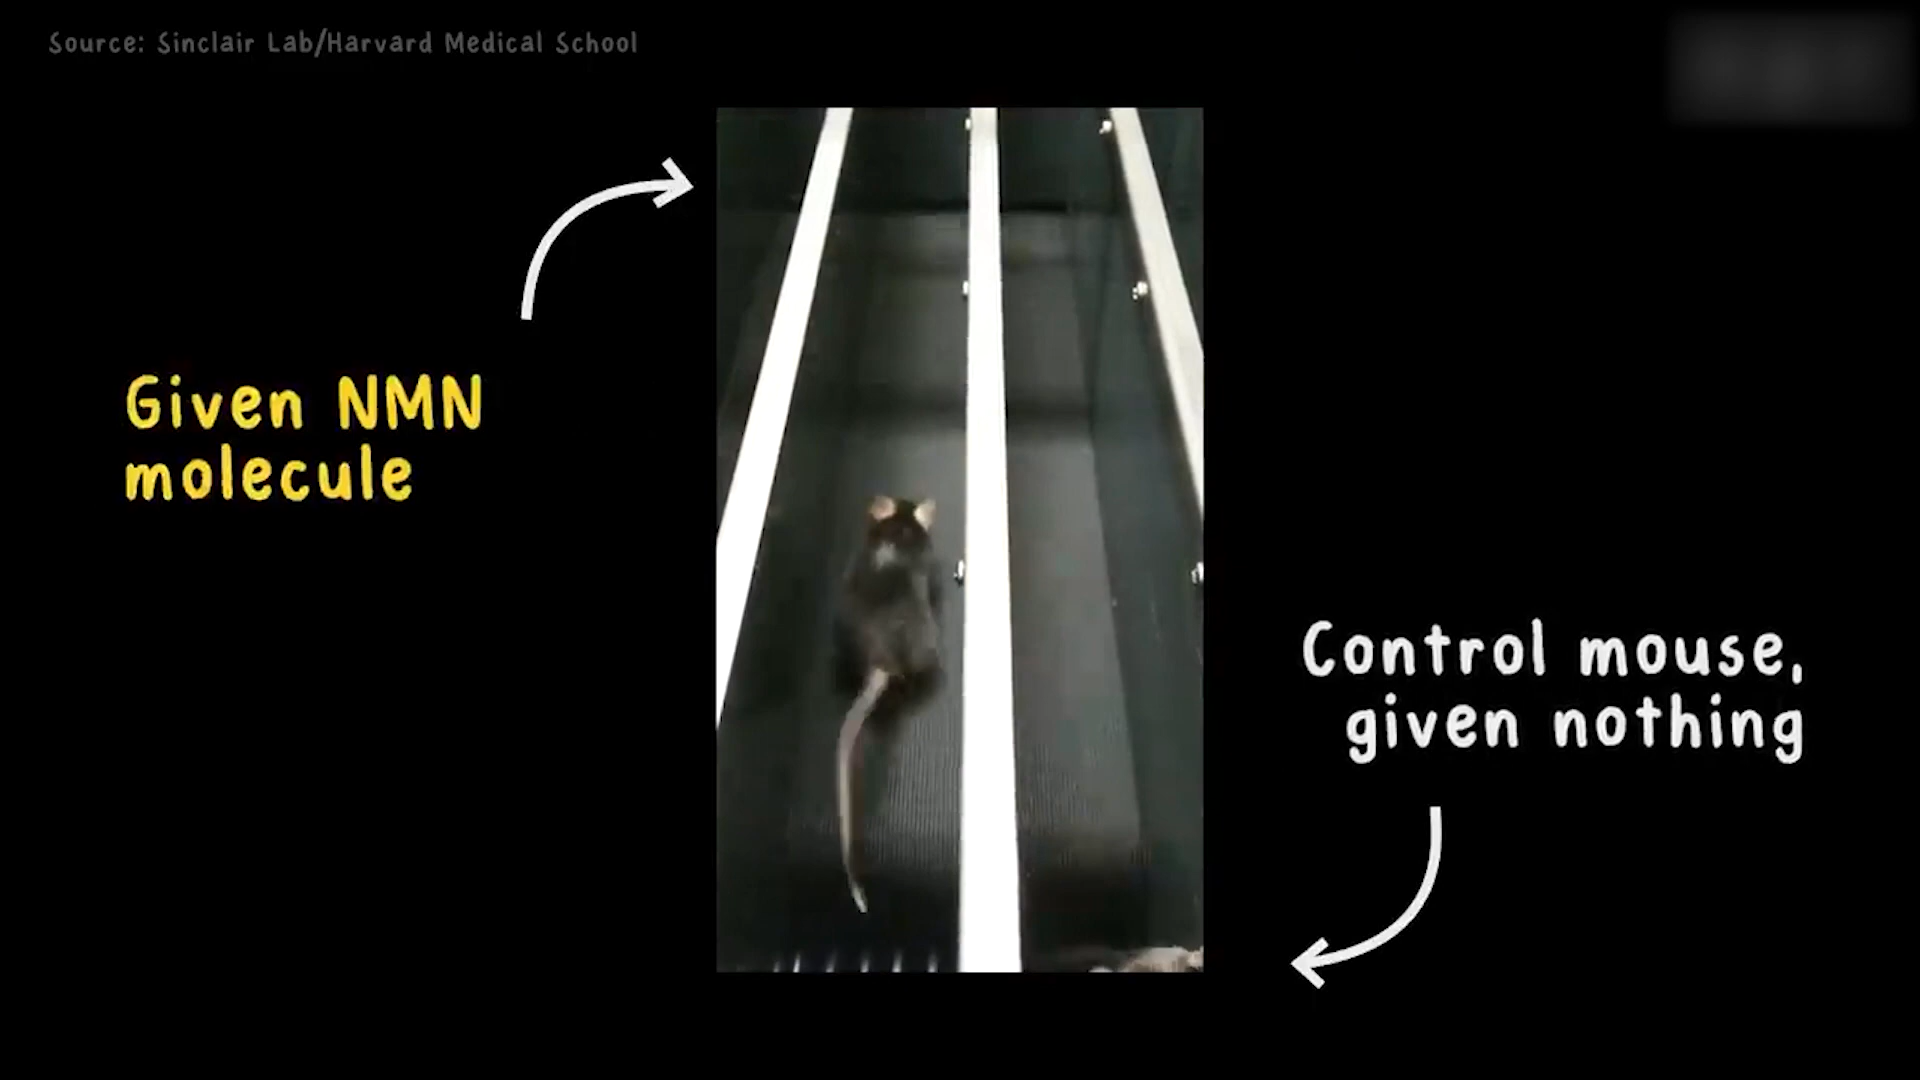 Source: Sinclair Lab/Harvard Medical School
Given NMN
molecule
Control mouse,
given nothing